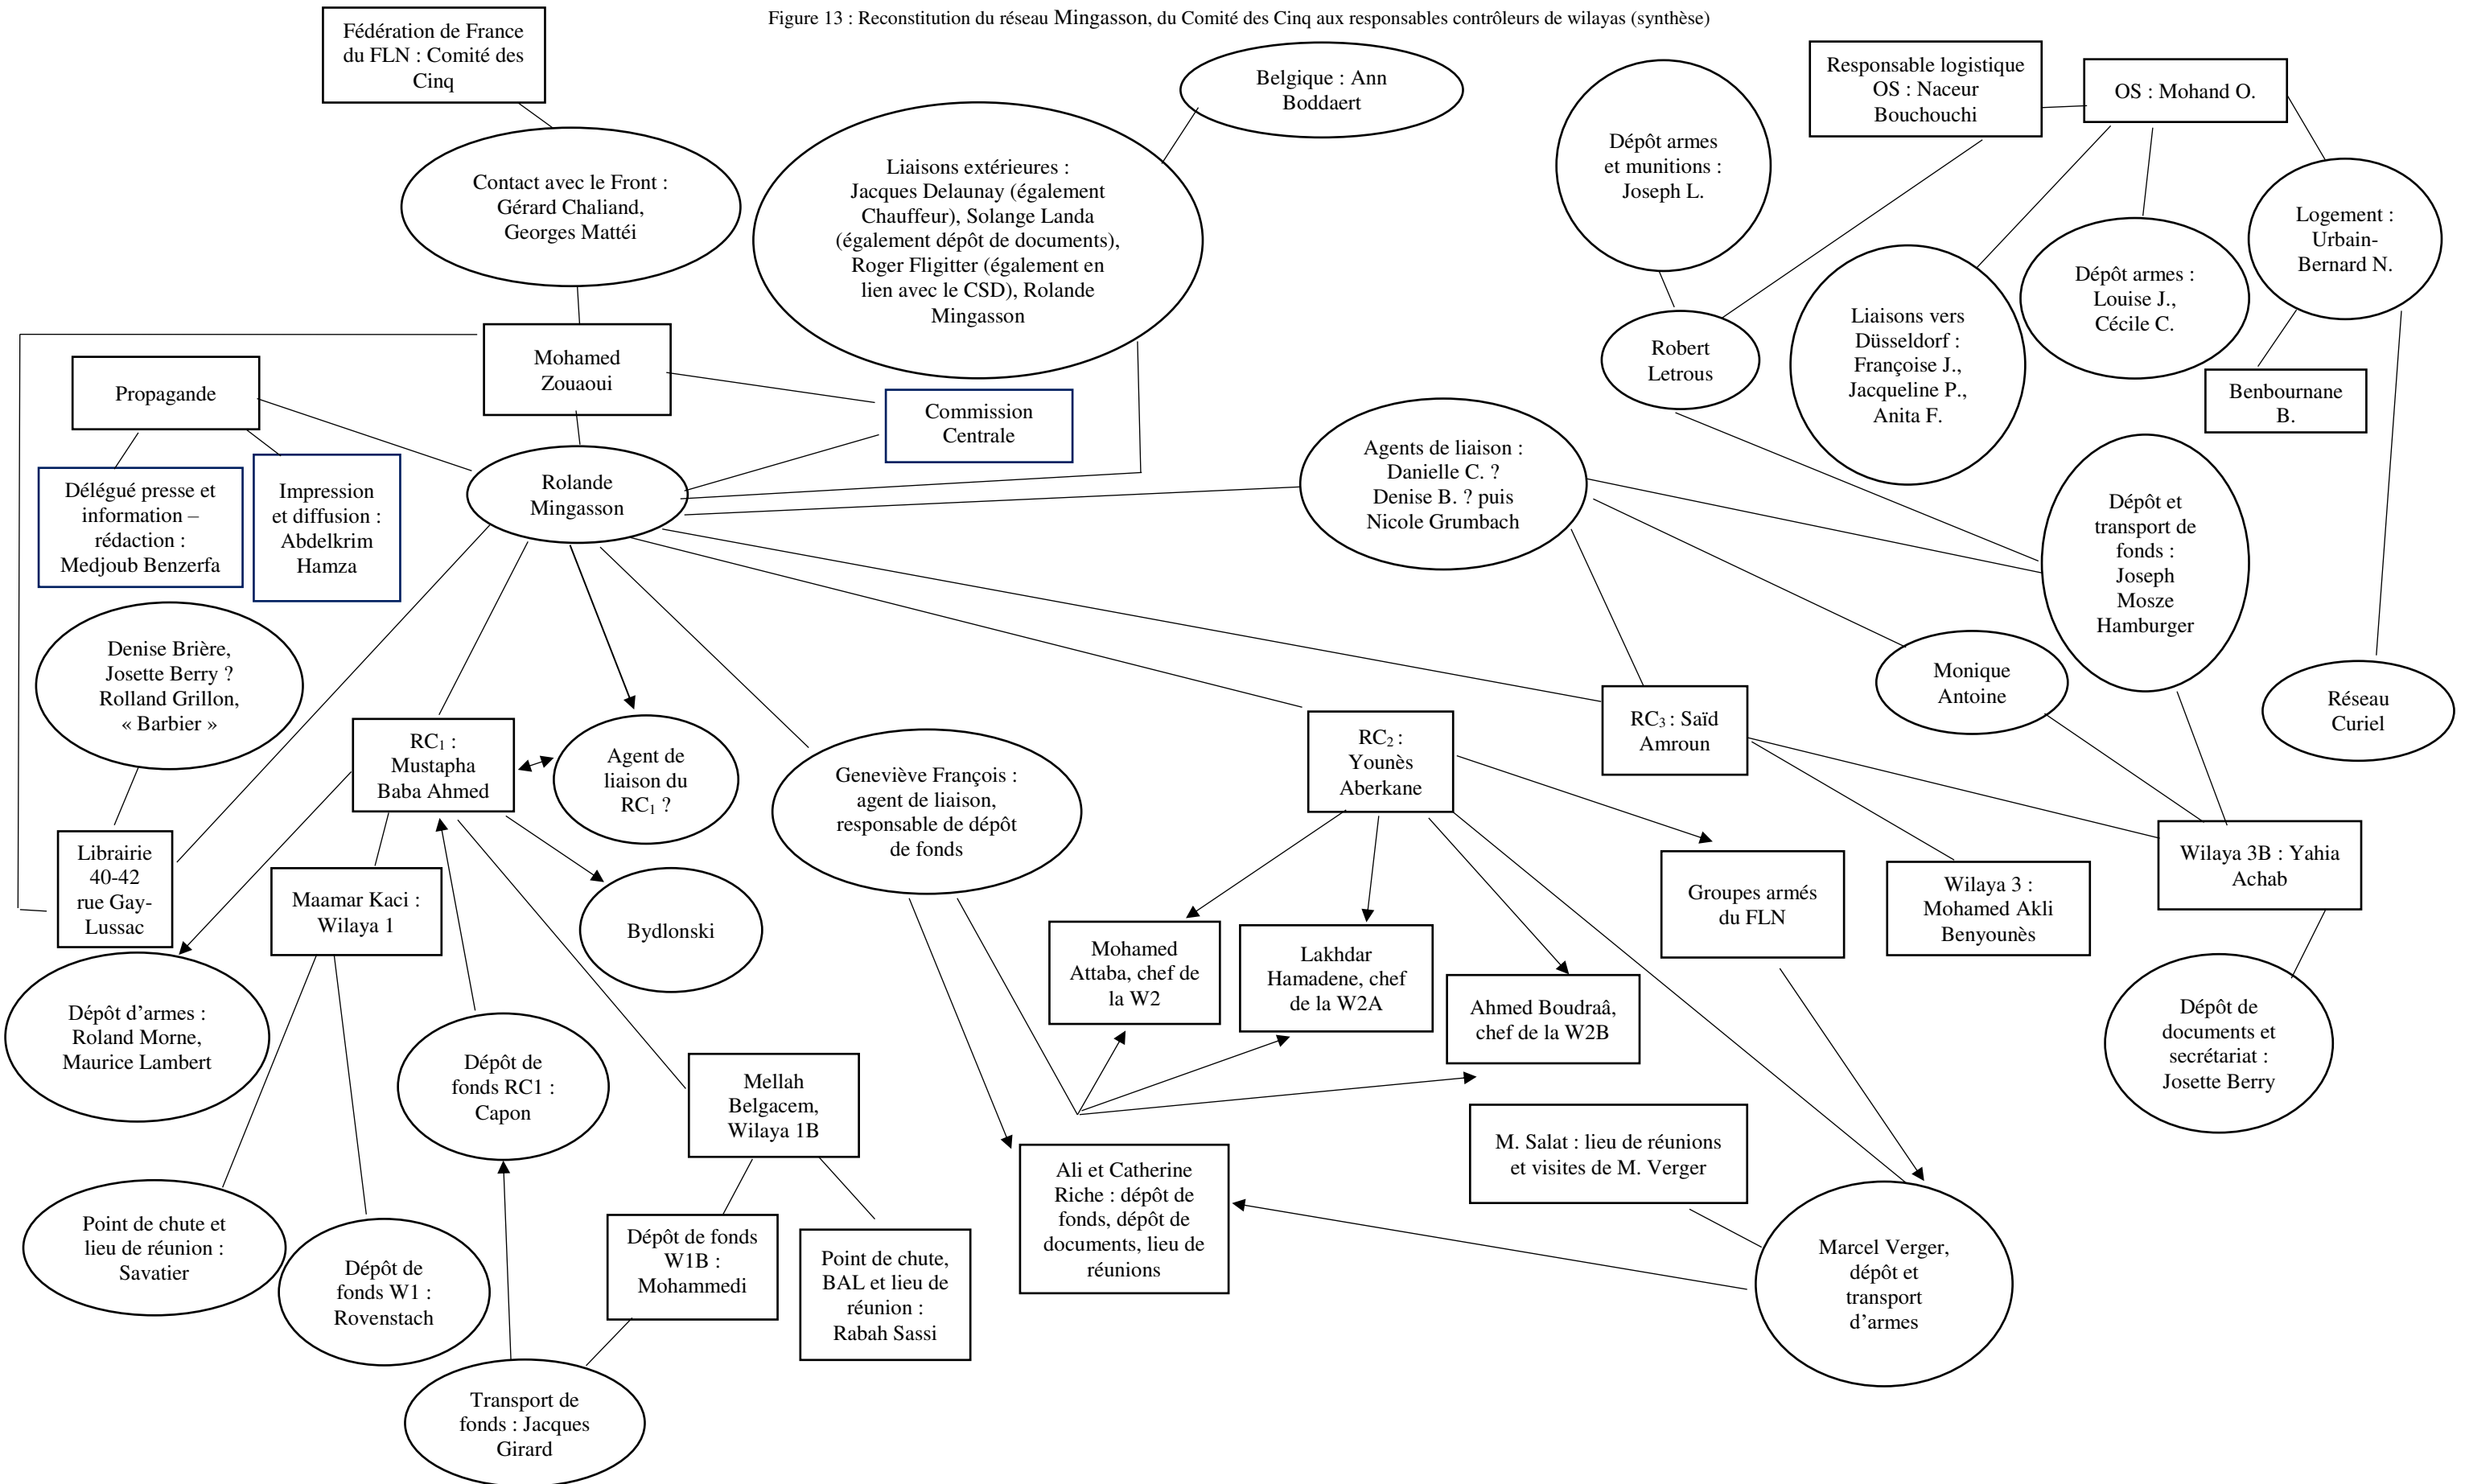 Figure 13 : Reconstitution du réseau Mingasson, du Comité des Cinq aux responsables contrôleurs de wilayas (synthèse)
Fédération de France
du FLN : Comité des
Cinq
Contact avec le Front :
Gérard Chaliand,
Georges Mattéi
Liaisons extérieures :
Jacques Delaunay (également
Chauffeur), Solange Landa
(également dépôt de documents),
Roger Fligitter (également en
lien avec le CSD), Rolande
Mingasson
Belgique : Ann
Boddaert
Dépôt armes
et munitions :
Joseph L.
Responsable logistique
OS : Naceur
Bouchouchi
OS : Mohand O.
Logement :
Urbain-
Bernard N.
Dépôt armes :
Louise J.,
Cécile C.
Liaisons vers
Düsseldorf :
Françoise J.,
Jacqueline P.,
Anita F.
Robert
Letrous
Benbournane
B.
Mohamed
Zouaoui
Propagande
Commission
Centrale
Délégué presse et
information –
rédaction :
Medjoub Benzerfa
Impression
et diffusion :
Abdelkrim
Hamza
Rolande
Mingasson
Agents de liaison :
Danielle C. ?
Denise B. ? puis
Nicole Grumbach
Dépôt et
transport de
fonds :
Joseph
Mosze
Hamburger
Denise Brière,
Josette Berry ?
Rolland Grillon,
« Barbier »
Monique
Antoine
Réseau
Curiel
RC1 :
Mustapha
Baba Ahmed
Agent de
liaison du
RC1 ?
Geneviève François :
agent de liaison,
responsable de dépôt
de fonds
RC2 :
Younès
Aberkane
RC3 : Saïd
Amroun
Librairie
40-42
rue Gay-
Lussac
Maamar Kaci :
Wilaya 1
Bydlonski
Groupes armés
du FLN
Wilaya 3 :
Mohamed Akli
Benyounès
Wilaya 3B : Yahia
Achab
Mohamed
Attaba, chef de
la W2
Lakhdar
Hamadene, chef
de la W2A
Ahmed Boudraâ,
chef de la W2B
Dépôt d’armes :
Roland Morne,
Maurice Lambert
Dépôt de
fonds RC1 :
Capon
Mellah
Belgacem,
Wilaya 1B
Dépôt de
documents et
secrétariat :
Josette Berry
M. Salat : lieu de réunions
et visites de M. Verger
Ali et Catherine
Riche : dépôt de
fonds, dépôt de
documents, lieu de
réunions
Point de chute et
lieu de réunion :
Savatier
Dépôt de
fonds W1 :
Rovenstach
Dépôt de fonds
W1B :
Mohammedi
Point de chute,
BAL et lieu de
réunion :
Rabah Sassi
Marcel Verger,
dépôt et
transport
d’armes
Transport de
fonds : Jacques
Girard